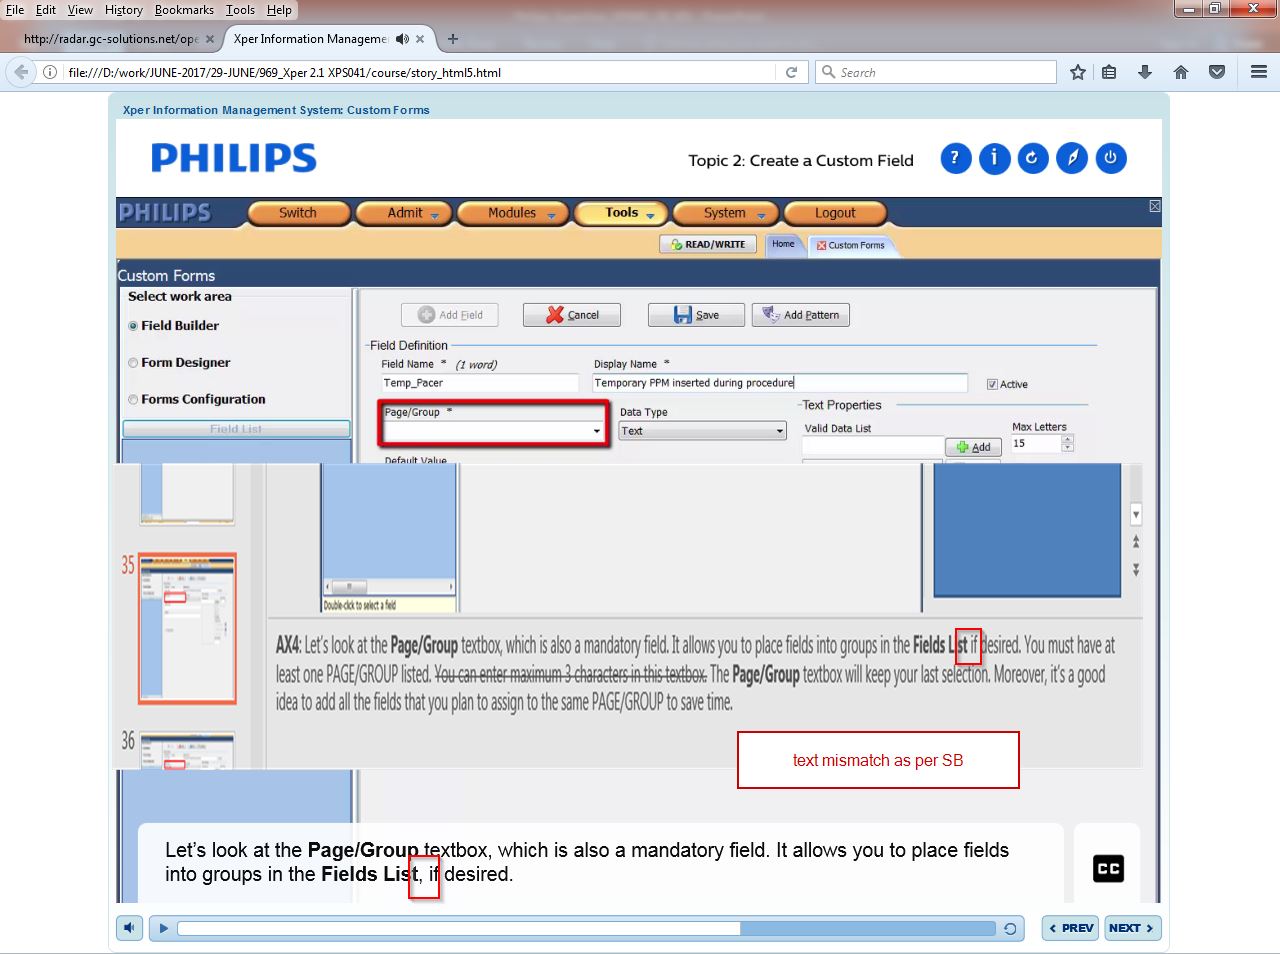 File Edit View History Bookmarks Tools Help
http://radar.gc-solutions.net/ope
Xper Information Manageme
file:///D:/work/JUNE-2017/29-JUNE/969_Xper 2.1 XPS041/course/story_html5.html
Search
Xper Information Management System: Custom Forms
PHILIPS
Topic 2: Create a Custom Field
PHILIPS
Switch Admit Modules Tools System Logout
READ/WRITE Home Custom Forms
Custom Forms
Select work area
Field Builder
Form Designer
Forms Configuration
Field List
Add Field Cancel Save Add Pattern
Field Definition
Field Name * (1 word) Display Name *
Temp_Pacer Temporary PPM inserted during procedure Active
Page/Group * Data Type Text Properties
Text Valid Data List Max Letters
Add 15
Default Value
35
Double-click to select a field
AX4: Let's look at the Page/Group textbox, which is also a mandatory field. It allows you to place fields into groups in the Fields List if desired. You must have at
least one PAGE/GROUP listed. You can enter maximum 3 characters in this textbox. The Page/Group textbox will keep your last selection. Moreover, it's a good
idea to add all the fields that you plan to assign to the same PAGE/GROUP to save time.
36
text mismatch as per SB
Let's look at the Page/Group textbox, which is also a mandatory field. It allows you to place fields
into groups in the Fields List, if desired.
CC
PREV NEXT